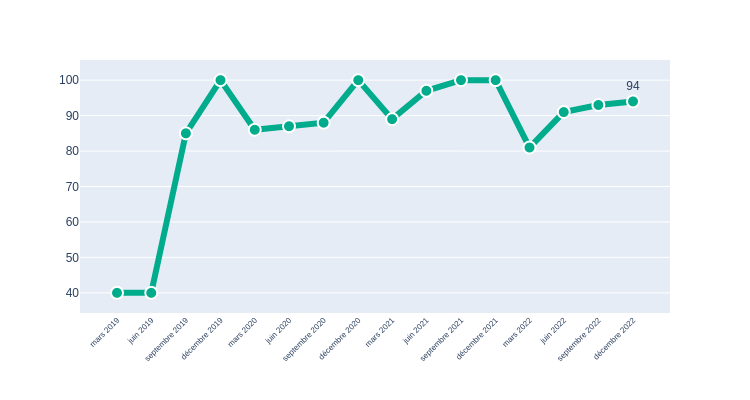 100
90
80
70
60
50
40
94
mars 2019
juin 2019
septembre 2019
décembre 2019
mars 2020
juin 2020
septembre 2020
décembre 2020
mars 2021
juin 2021
septembre 2021
décembre 2021
mars 2022
juin 2022
septembre 2022
décembre 2022